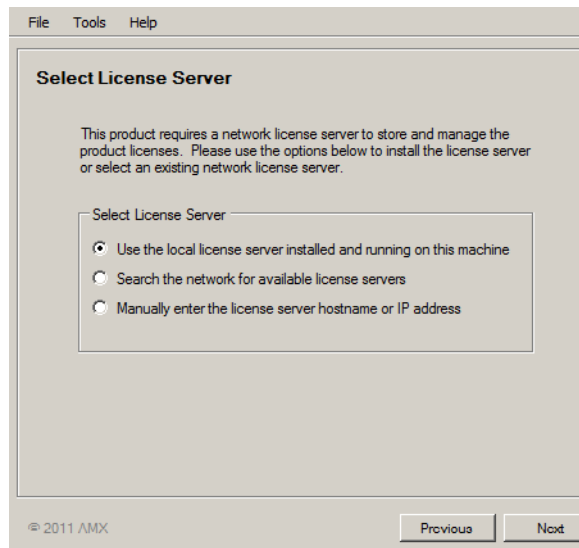 File Tools Help
Select License Server
This product requires a network license server to store and manage the
product licenses. Please use the options below to install the license server
or select an existing network license server.
Select License Server
Use the local license server installed and running on this machine
Search the network for available license servers
Manually enter the license server hostname or IP address
© 2011 AMX
Previous Next